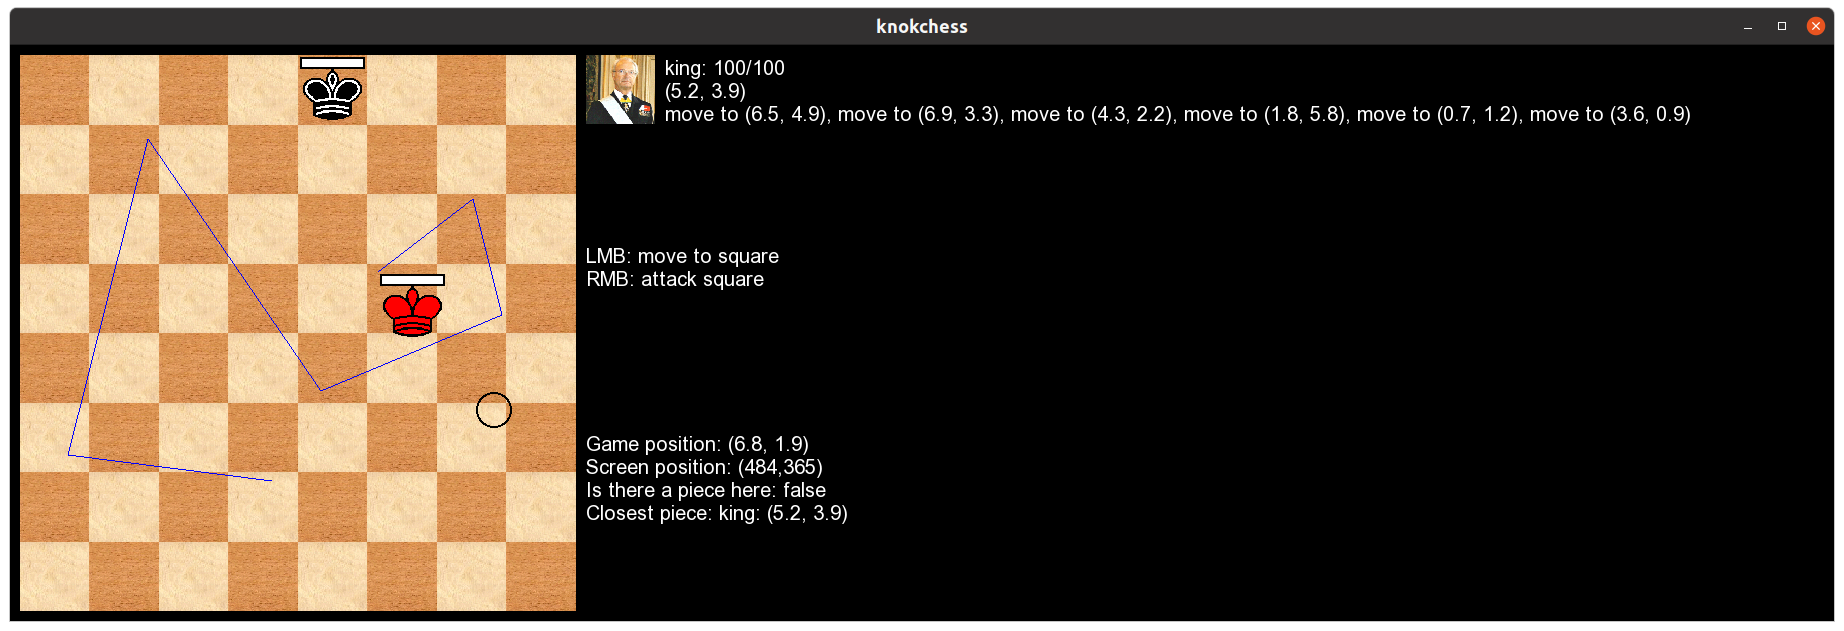 knokchess
king: 100/100
(5.2, 3.9)
move to (6.5, 4.9), move to (6.9, 3.3), move to (4.3, 2.2), move to (1.8, 5.8), move to (0.7, 1.2), move to (3.6, 0.9)
LMB: move to square
RMB: attack square
Game position: (6.8, 1.9)
Screen position: (484,365)
Is there a piece here: false
Closest piece: king: (5.2, 3.9)